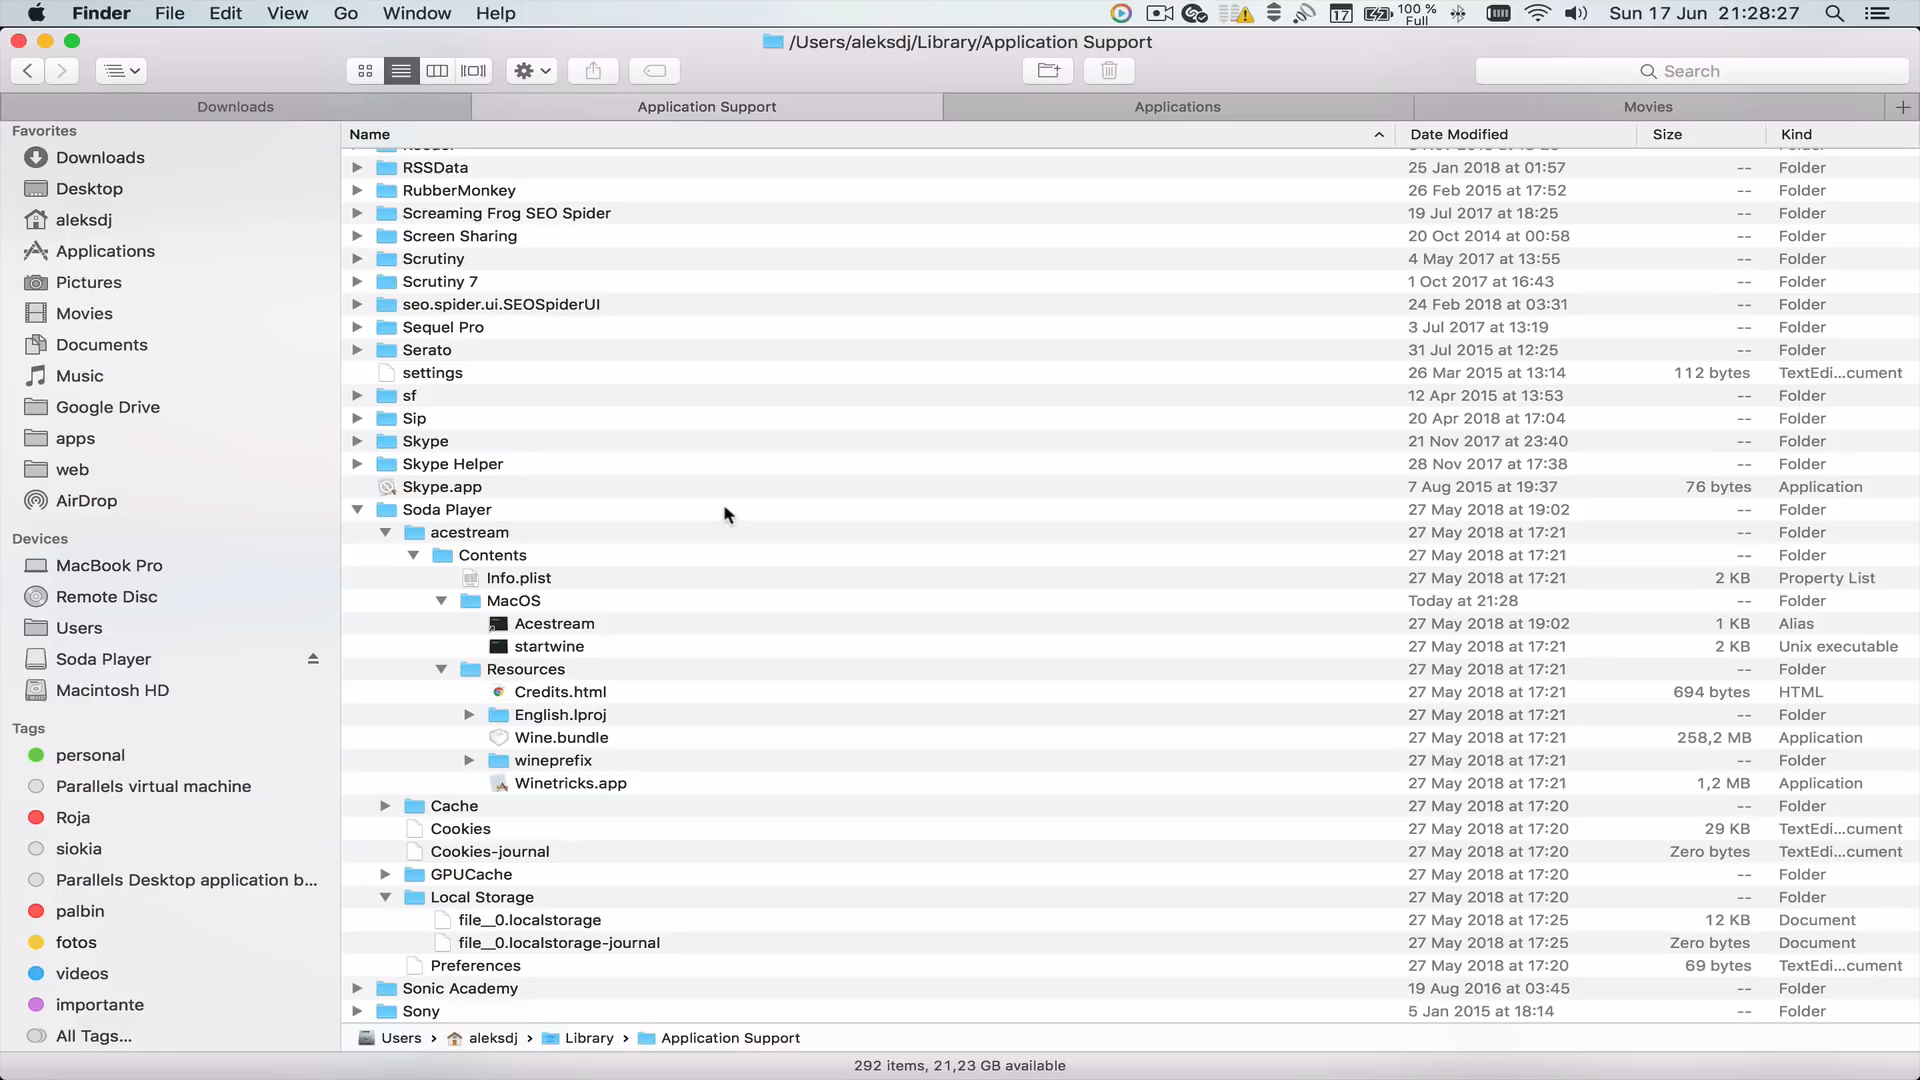 Finder File Edit View Go Window Help 17 100 % Full Sun 17 Jun 21:28:27
/Users/aleksdj/Library/Application Support
Search
Downloads Application Support Applications Movies +
Favorites
Downloads
Desktop
aleksdj
Applications
Pictures
Movies
Documents
Music
Google Drive
apps
web
AirDrop
Devices
MacBook Pro
Remote Disc
Users
Soda Player
Macintosh HD
Tags
personal
Parallels virtual machine
Roja
siokia
Parallels Desktop application b...
palbin
fotos
videos
importante
All Tags...
Name Date Modified Size Kind
RSSData 25 Jan 2018 at 01:57 -- Folder
RubberMonkey 26 Feb 2015 at 17:52 -- Folder
Screaming Frog SEO Spider 19 Jul 2017 at 18:25 -- Folder
Screen Sharing 20 Oct 2014 at 00:58 -- Folder
Scrutiny 4 May 2017 at 13:55 -- Folder
Scrutiny 7 1 Oct 2017 at 16:43 -- Folder
seo.spider.ui.SEOSpiderUI 24 Feb 2018 at 03:31 -- Folder
Sequel Pro 3 Jul 2017 at 13:19 -- Folder
Serato 31 Jul 2015 at 12:25 -- Folder
settings 26 Mar 2015 at 13:14 112 bytes TextEdi...cument
sf 12 Apr 2015 at 13:53 -- Folder
Sip 20 Apr 2018 at 17:04 -- Folder
Skype 21 Nov 2017 at 23:40 -- Folder
Skype Helper 28 Nov 2017 at 17:38 -- Folder
Skype.app 7 Aug 2015 at 19:37 76 bytes Application
Soda Player 27 May 2018 at 19:02 -- Folder
acestream 27 May 2018 at 17:21 -- Folder
Contents 27 May 2018 at 17:21 -- Folder
Info.plist 27 May 2018 at 17:21 2 KB Property List
MacOS Today at 21:28 -- Folder
Acestream 27 May 2018 at 19:02 1 KB Alias
startwine 27 May 2018 at 17:21 2 KB Unix executable
Resources 27 May 2018 at 17:21 -- Folder
Credits.html 27 May 2018 at 17:21 694 bytes HTML
English.lproj 27 May 2018 at 17:21 -- Folder
Wine.bundle 27 May 2018 at 17:21 258,2 MB Application
wineprefix 27 May 2018 at 17:21 -- Folder
Winetricks.app 27 May 2018 at 17:21 1,2 MB Application
Cache 27 May 2018 at 17:20 -- Folder
Cookies 27 May 2018 at 17:20 29 KB TextEdi...cument
Cookies-journal 27 May 2018 at 17:20 Zero bytes TextEdi...cument
GPUCache 27 May 2018 at 17:20 -- Folder
Local Storage 27 May 2018 at 17:20 -- Folder
file__0.localstorage 27 May 2018 at 17:25 12 KB Document
file__0.localstorage-journal 27 May 2018 at 17:25 Zero bytes Document
Preferences 27 May 2018 at 17:20 69 bytes TextEdi...cument
Sonic Academy 19 Aug 2016 at 03:45 -- Folder
Sony 5 Jan 2015 at 18:14 -- Folder
Users › aleksdj › Library › Application Support
292 items, 21,23 GB available